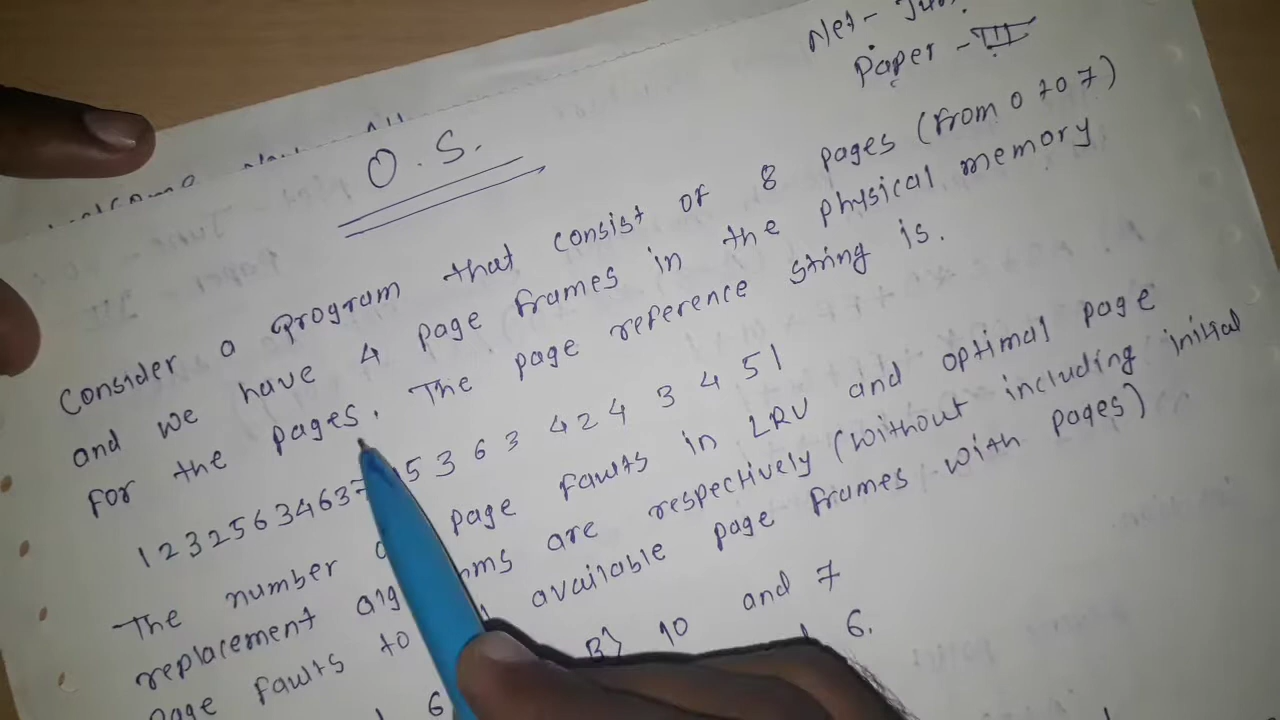 Net-
Paper - III
O.S.
Consider a program that consist of 8 pages (from 0 to 7)
and we have 4 page frames in the physical memory
for the pages. The page reference string is.
1 2 3 2 5 6 3 4 6 3 7 5 3 6 3 4 2 4 3 4 5 1
The number page faults in LRU and optimal page
replacement are respectively (without including initial
page faults to available page frames with pages)
B} 10 and 7
6
6.